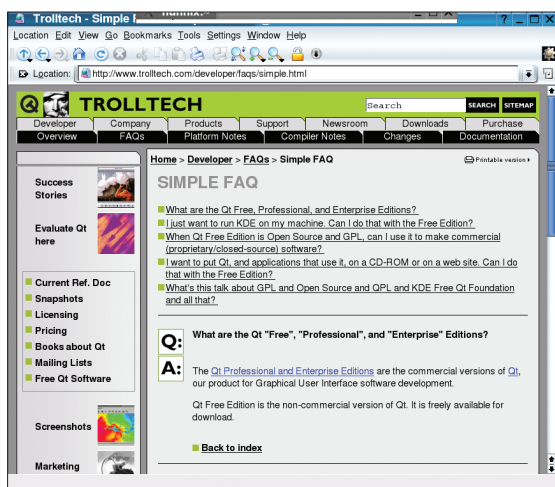 Trolltech - Simple
Location Edit View Go Bookmarks Tools Settings Window Help
Location: http://www.trolltech.com/developer/faqs/simple.html
TROLLTECH
Search SEARCH SITEMAP
Developer Company Products Support Newsroom Downloads Purchase
Overview FAQs Platform Notes Compiler Notes Changes Documentation
Home > Developer > FAQs > Simple FAQ
Printable version
Success
Stories
Evaluate Qt
here
Current Ref. Doc
Snapshots
Licensing
Pricing
Books about Qt
Mailing Lists
Free Qt Software
Screenshots
Marketing
SIMPLE FAQ
What are the Qt Free, Professional, and Enterprise Editions?
I just want to run KDE on my machine. Can I do that with the Free Edition?
When Qt Free Edition is Open Source and GPL, can I use it to make commercial
(proprietary/closed-source) software?
I want to put Qt, and applications that use it, on a CD-ROM or on a web site. Can I do
that with the Free Edition?
What's this talk about GPL and Open Source and QPL and KDE Free Qt Foundation
and all that?
Q: What are the Qt "Free", "Professional", and "Enterprise" Editions?
A: The Qt Professional and Enterprise Editions are the commercial versions of Qt,
our product for Graphical User Interface software development.
Qt Free Edition is the non-commercial version of Qt. It is freely available for
download.
Back to index